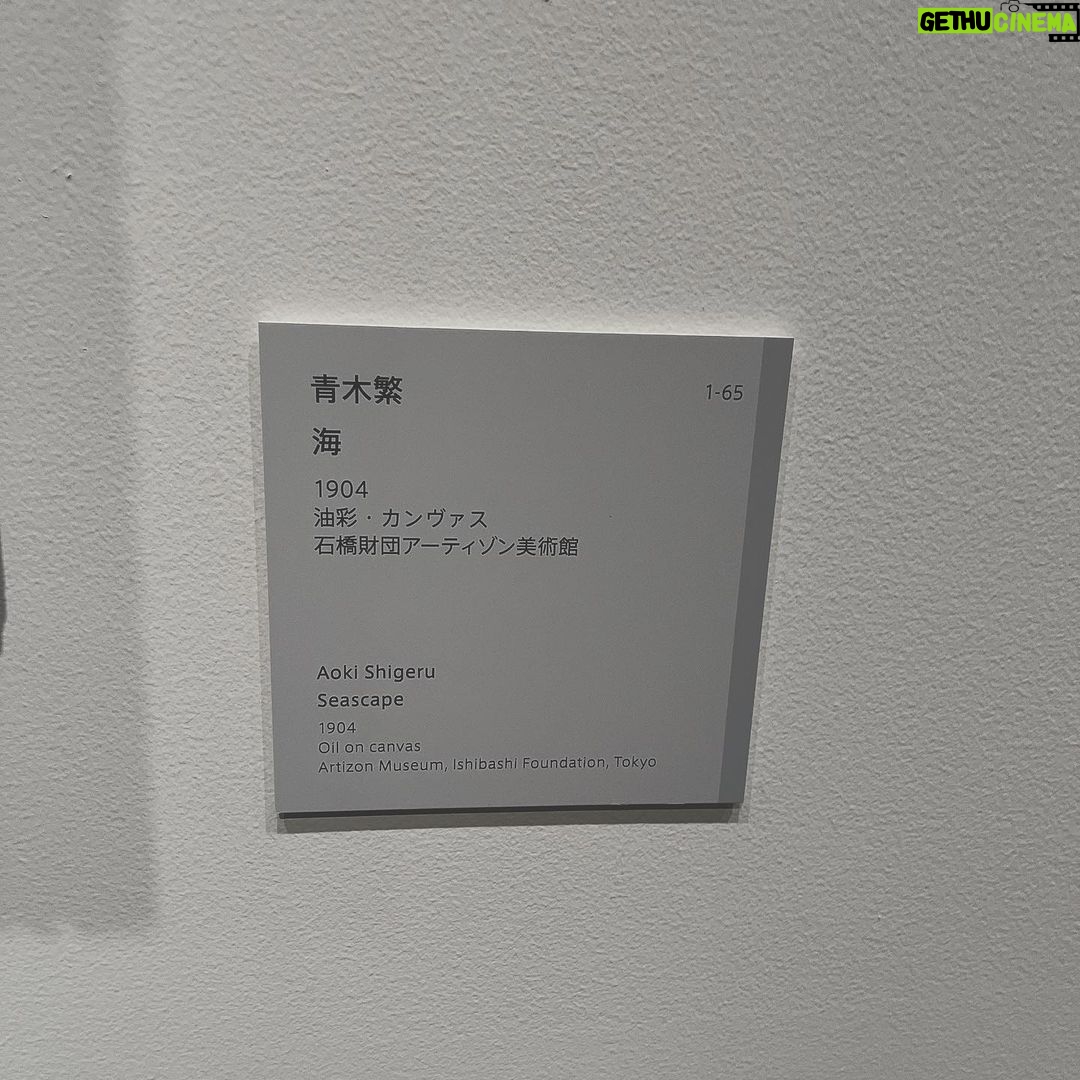 GETHUCINEMA
青木繁
1-65
海
1904
油彩・カンヴァス
石橋財団アーティゾン美術館
Aoki Shigeru
Seascape
1904
Oil on canvas
Artizon Museum, Ishibashi Foundation, Tokyo